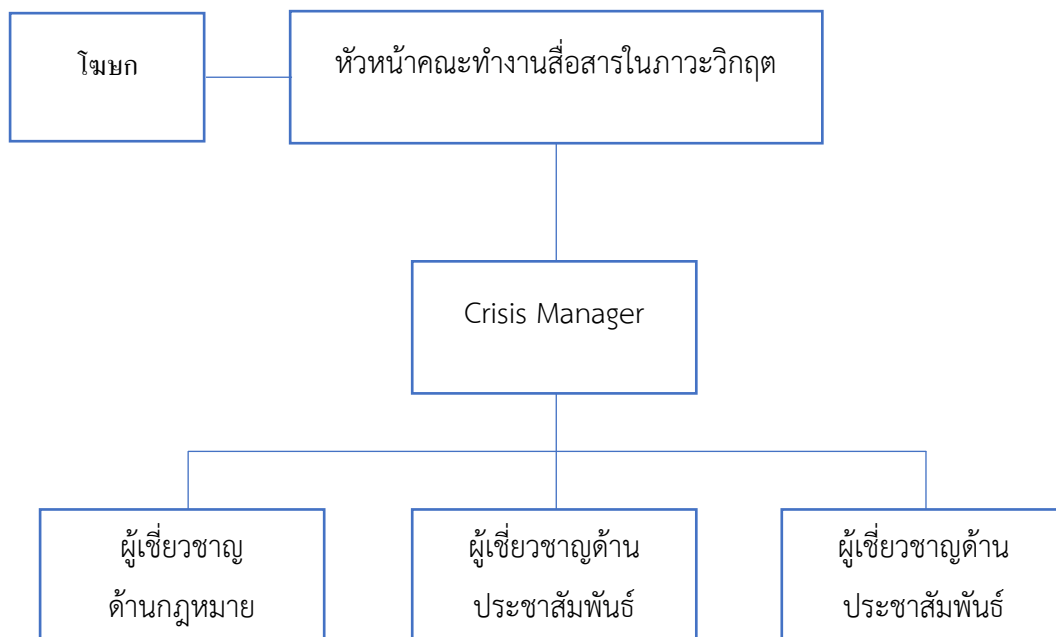 โฆษก
หัวหน้าคณะทำงานสื่อสารในภาวะวิกฤต
Crisis Manager
ผู้เชี่ยวชาญ
ด้านกฎหมาย
ผู้เชี่ยวชาญด้าน
ประชาสัมพันธ์
ผู้เชี่ยวชาญด้าน
ประชาสัมพันธ์